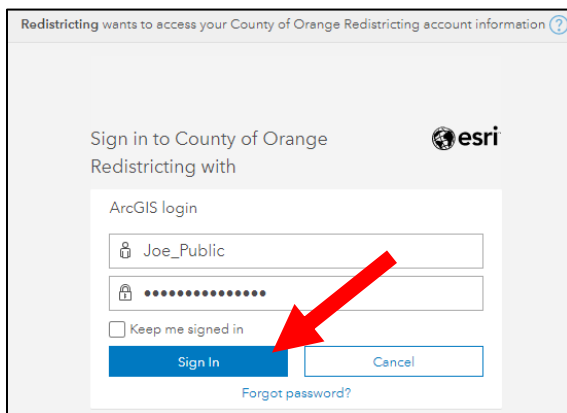 Redistricting wants to access your County of Orange Redistricting account information ?
Sign in to County of Orange
Redistricting with
esri
ArcGIS login
Joe_Public
•••••••••••••••
Keep me signed in
Sign In
Cancel
Forgot password?